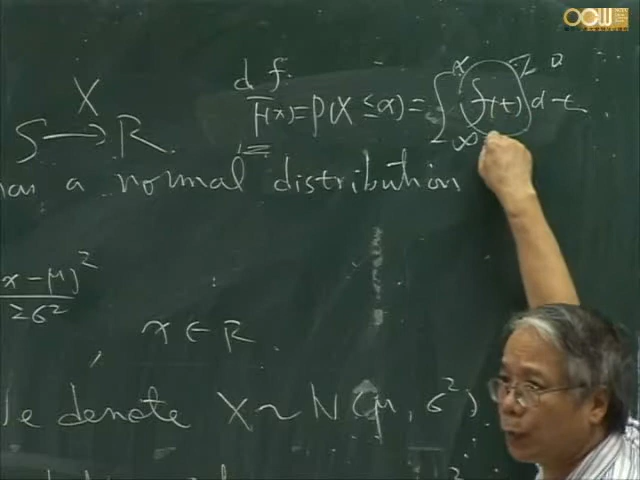 OCW
d f.
S —X→ R.
F(x) = P(X ≤ x) = ∫_{-∞}^{x} f(t) dt
has a normal distribution
x - μ)²
2σ²
x ∈ R.
We denote X ~ N(μ, σ²)